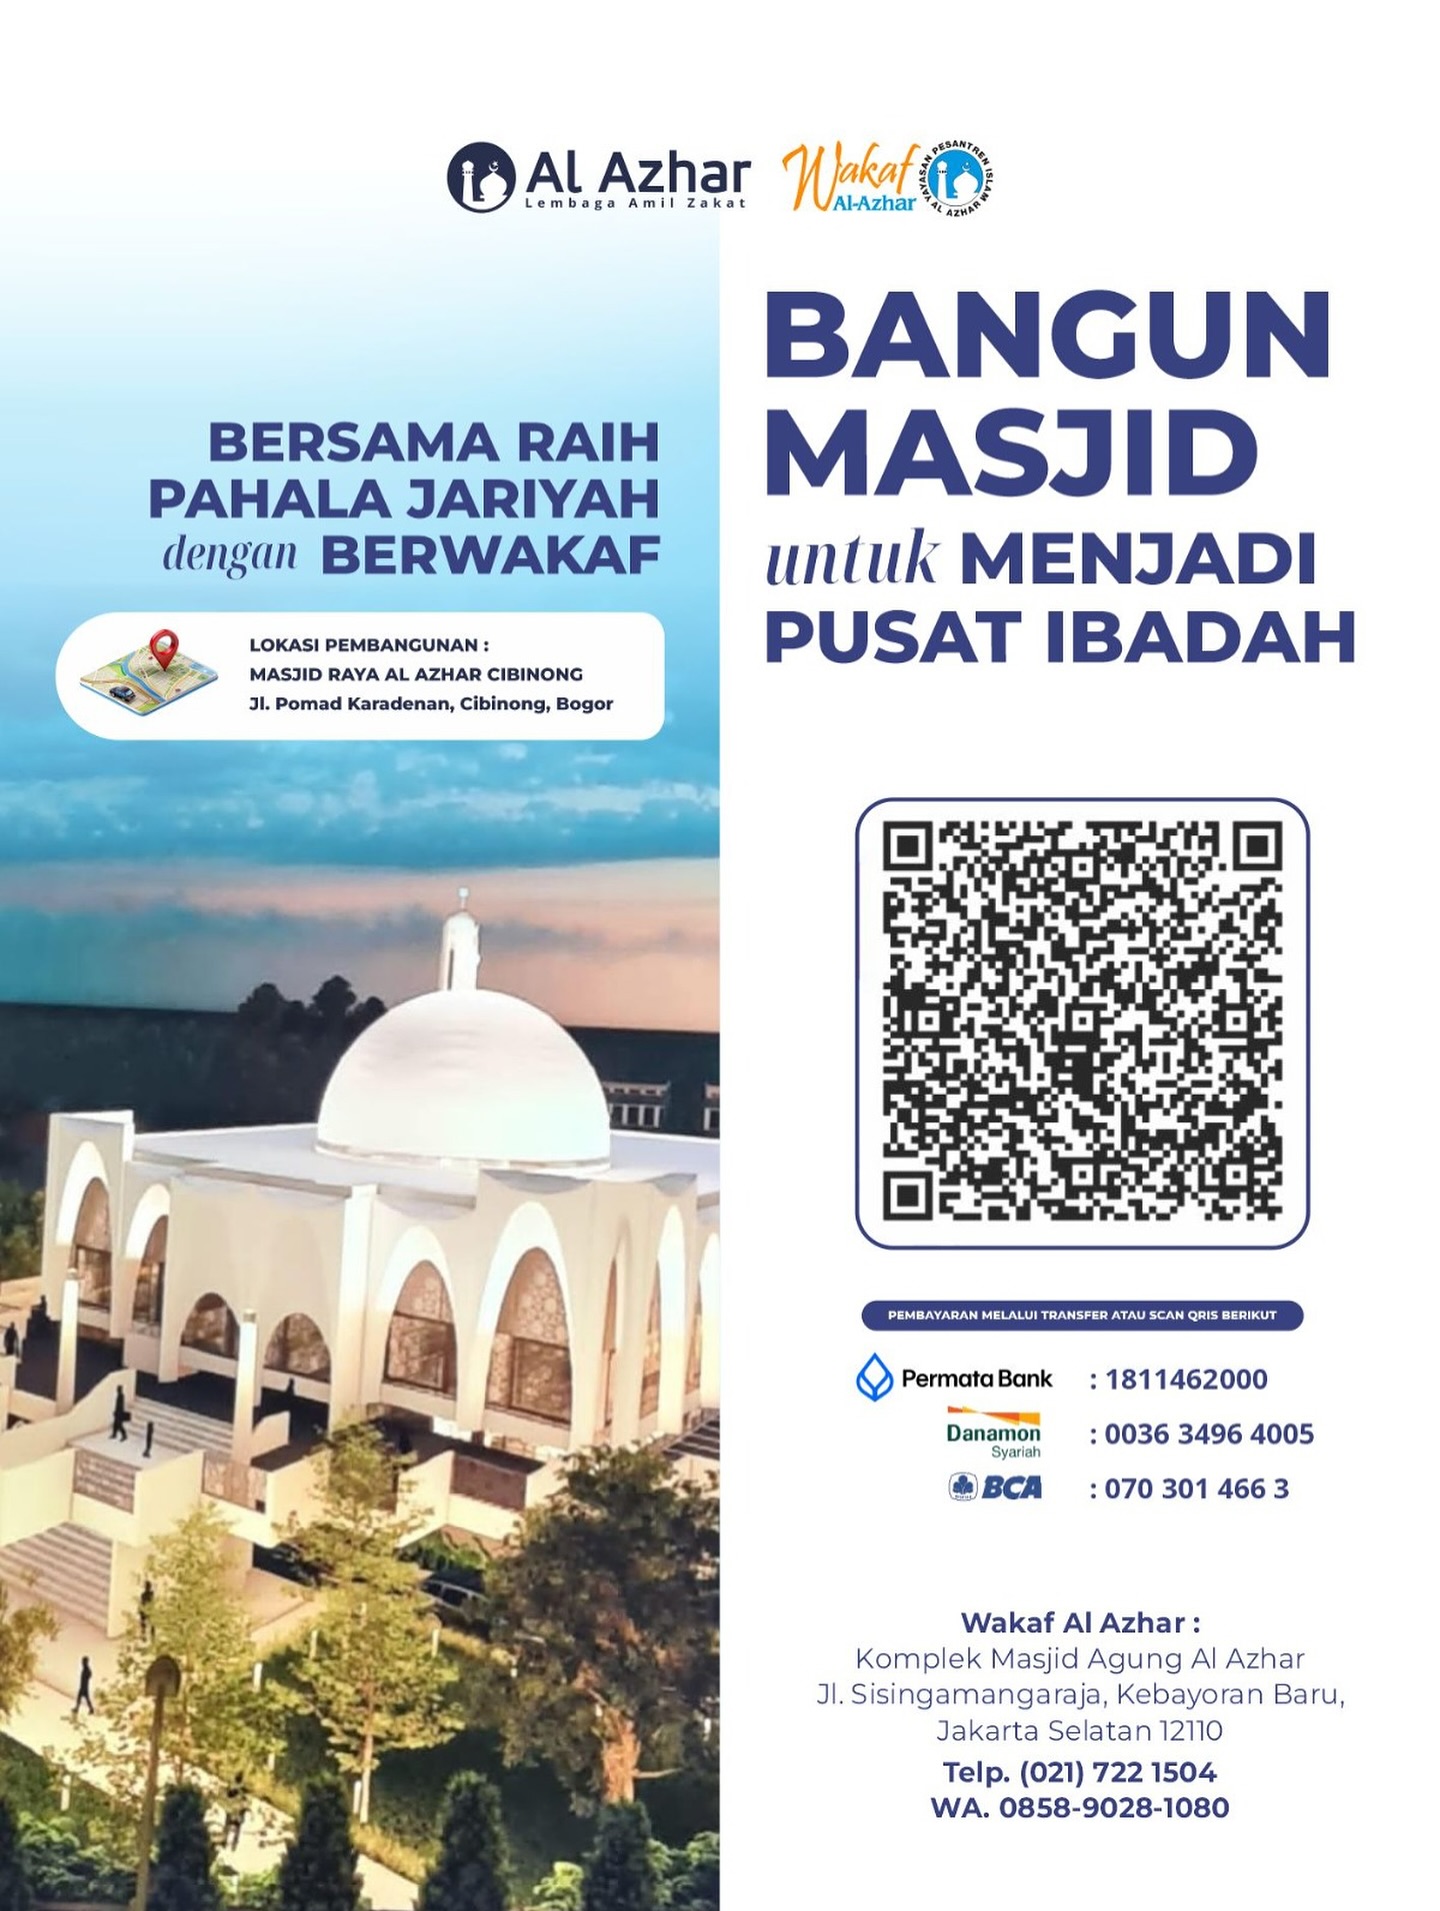 Al Azhar
Lembaga Amil Zakat
Wakaf
Al-Azhar
YAYASAN PESANTREN ISLAM AL AZHAR
BERSAMA RAIH
PAHALA JARIYAH
dengan BERWAKAF
LOKASI PEMBANGUNAN :
MASJID RAYA AL AZHAR CIBINONG
Jl. Pomad Karadenan, Cibinong, Bogor
BANGUN
MASJID
untuk MENJADI
PUSAT IBADAH
PEMBAYARAN MELALUI TRANSFER ATAU SCAN QRIS BERIKUT
PermataBank : 1811462000
Danamon
Syariah
: 0036 3496 4005
BCA : 070 301 466 3
Wakaf Al Azhar :
Komplek Masjid Agung Al Azhar
Jl. Sisingamangaraja, Kebayoran Baru,
Jakarta Selatan 12110
Telp. (021) 722 1504
WA. 0858-9028-1080